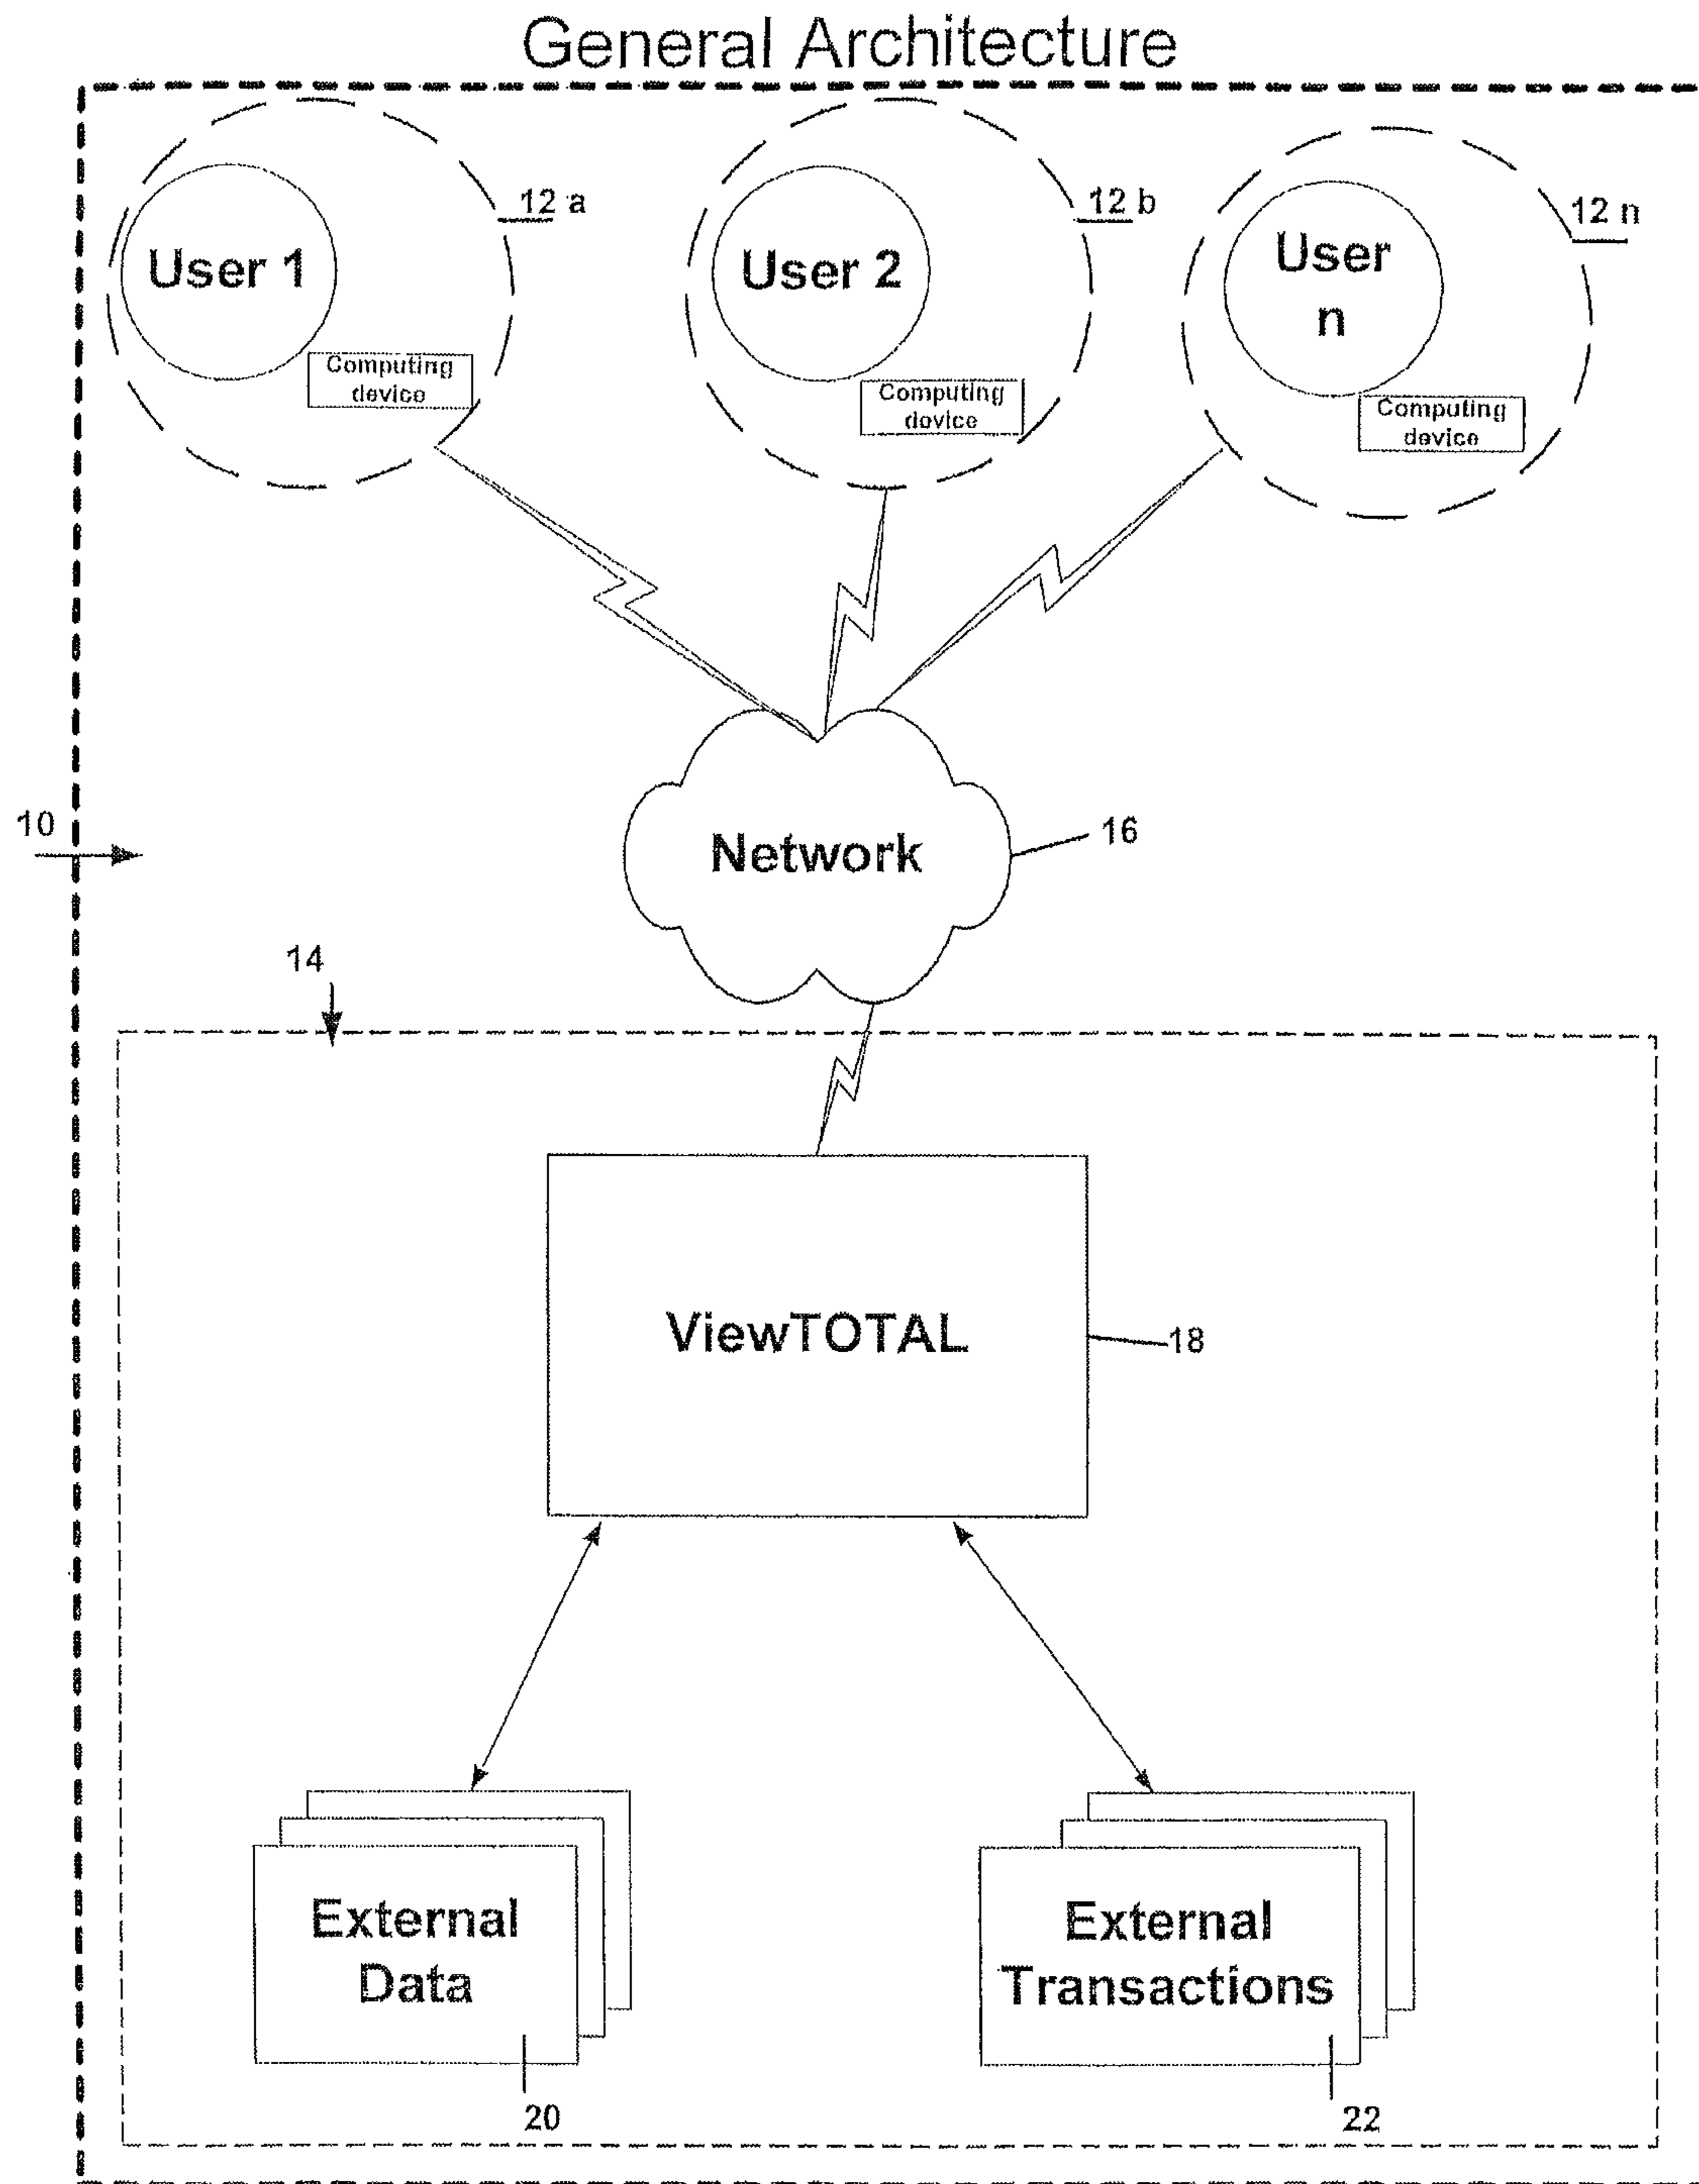 General Architecture
12 a
12 b
12 n
User 1
User 2
User
n
Computing
device
Computing
device
Computing
device
10
Network
16
14
ViewTOTAL
18
External
Data
External
Transactions
20
22